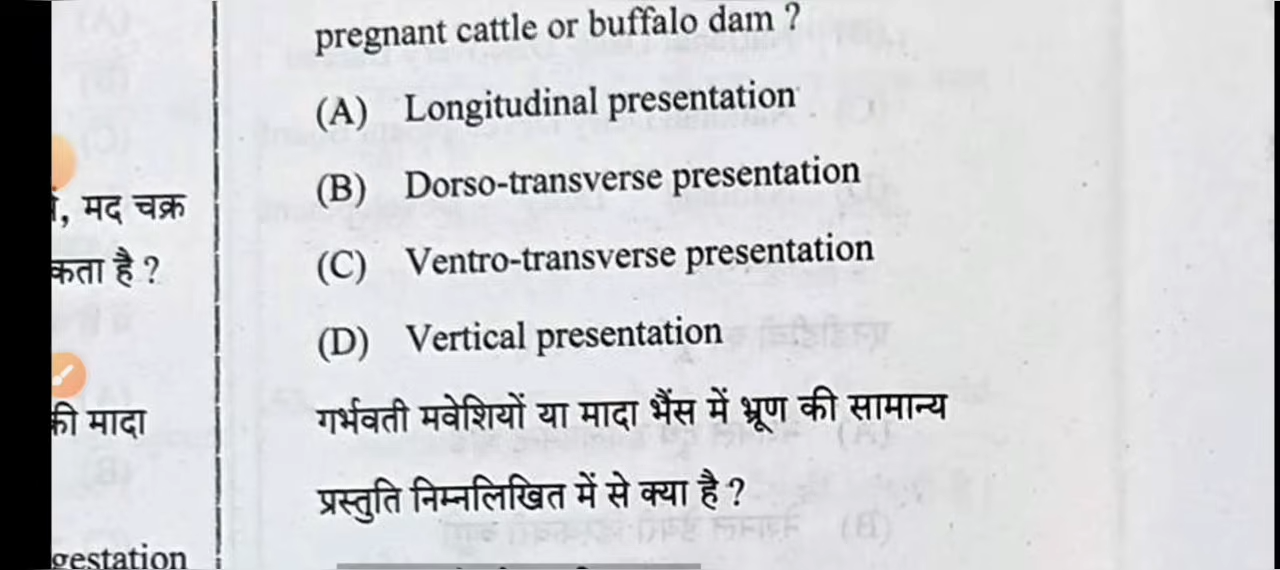 , मद चक्र
कता है ?
की मादा
gestation
pregnant cattle or buffalo dam ?
(A) Longitudinal presentation
(B) Dorso-transverse presentation
(C) Ventro-transverse presentation
(D) Vertical presentation
गर्भवती मवेशियों या मादा भैंस में भ्रूण की सामान्य
प्रस्तुति निम्नलिखित में से क्या है ?